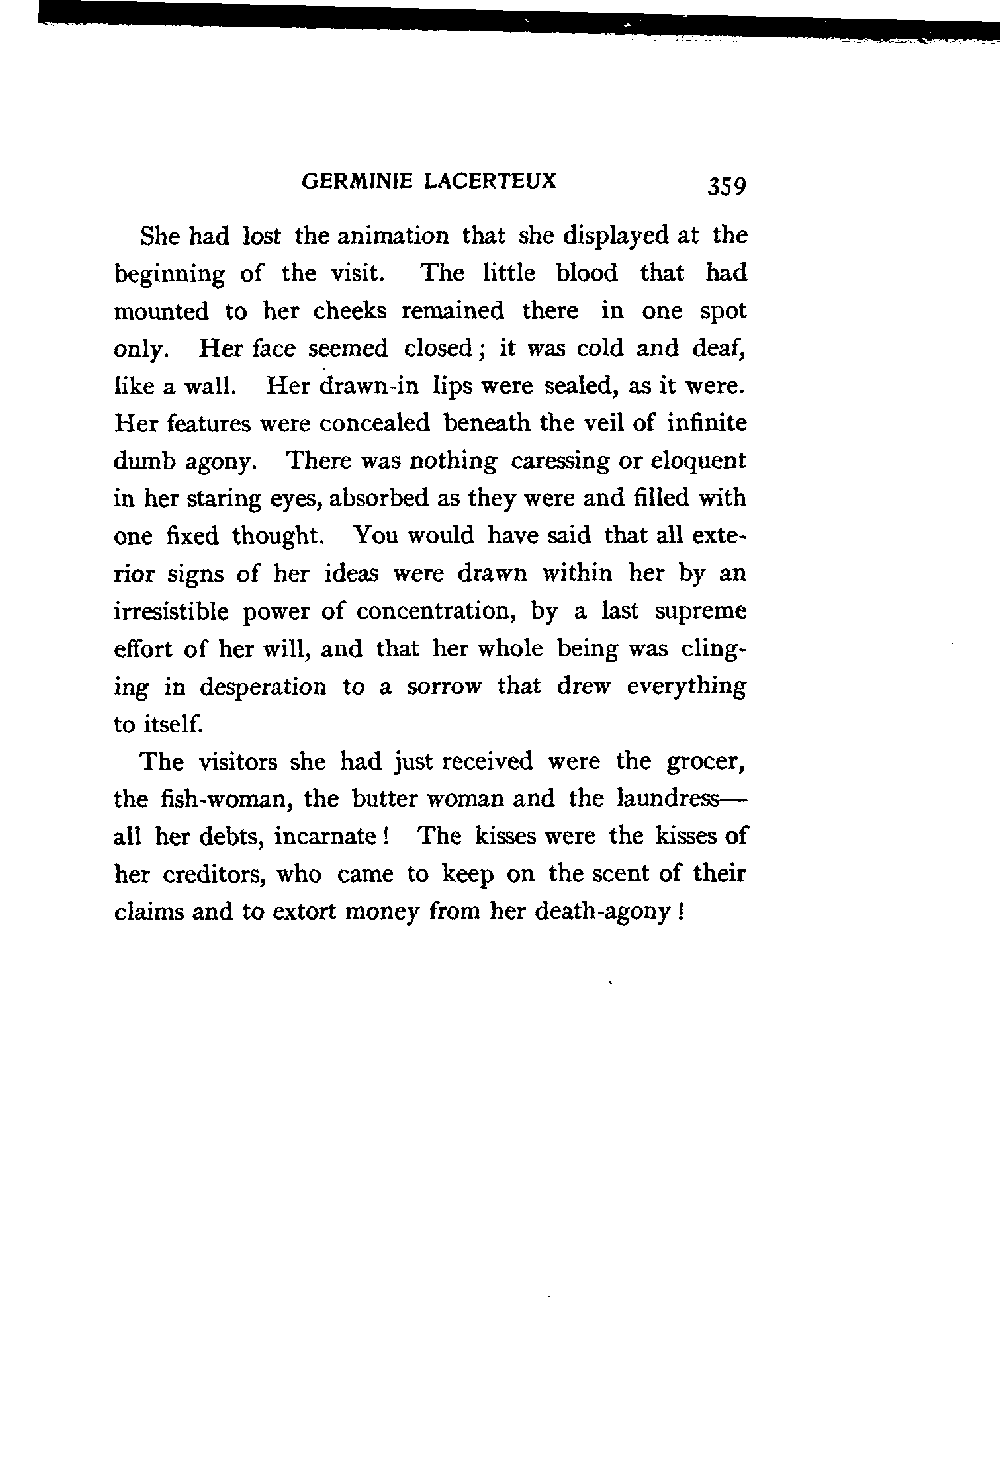 GERMINIE LACERTEUX 359
She had lost the animation that she displayed at the
beginning of the visit. The little blood that had
mounted to her cheeks remained there in one spot
only. Her face seemed closed; it was cold and deaf,
like a wall. Her drawn-in lips were sealed, as it were.
Her features were concealed beneath the veil of infinite
dumb agony. There was nothing caressing or eloquent
in her staring eyes, absorbed as they were and filled with
one fixed thought. You would have said that all exte-
rior signs of her ideas were drawn within her by an
irresistible power of concentration, by a last supreme
effort of her will, and that her whole being was cling-
ing in desperation to a sorrow that drew everything
to itself.
The visitors she had just received were the grocer,
the fish-woman, the butter woman and the laundress—
all her debts, incarnate! The kisses were the kisses of
her creditors, who came to keep on the scent of their
claims and to extort money from her death-agony!